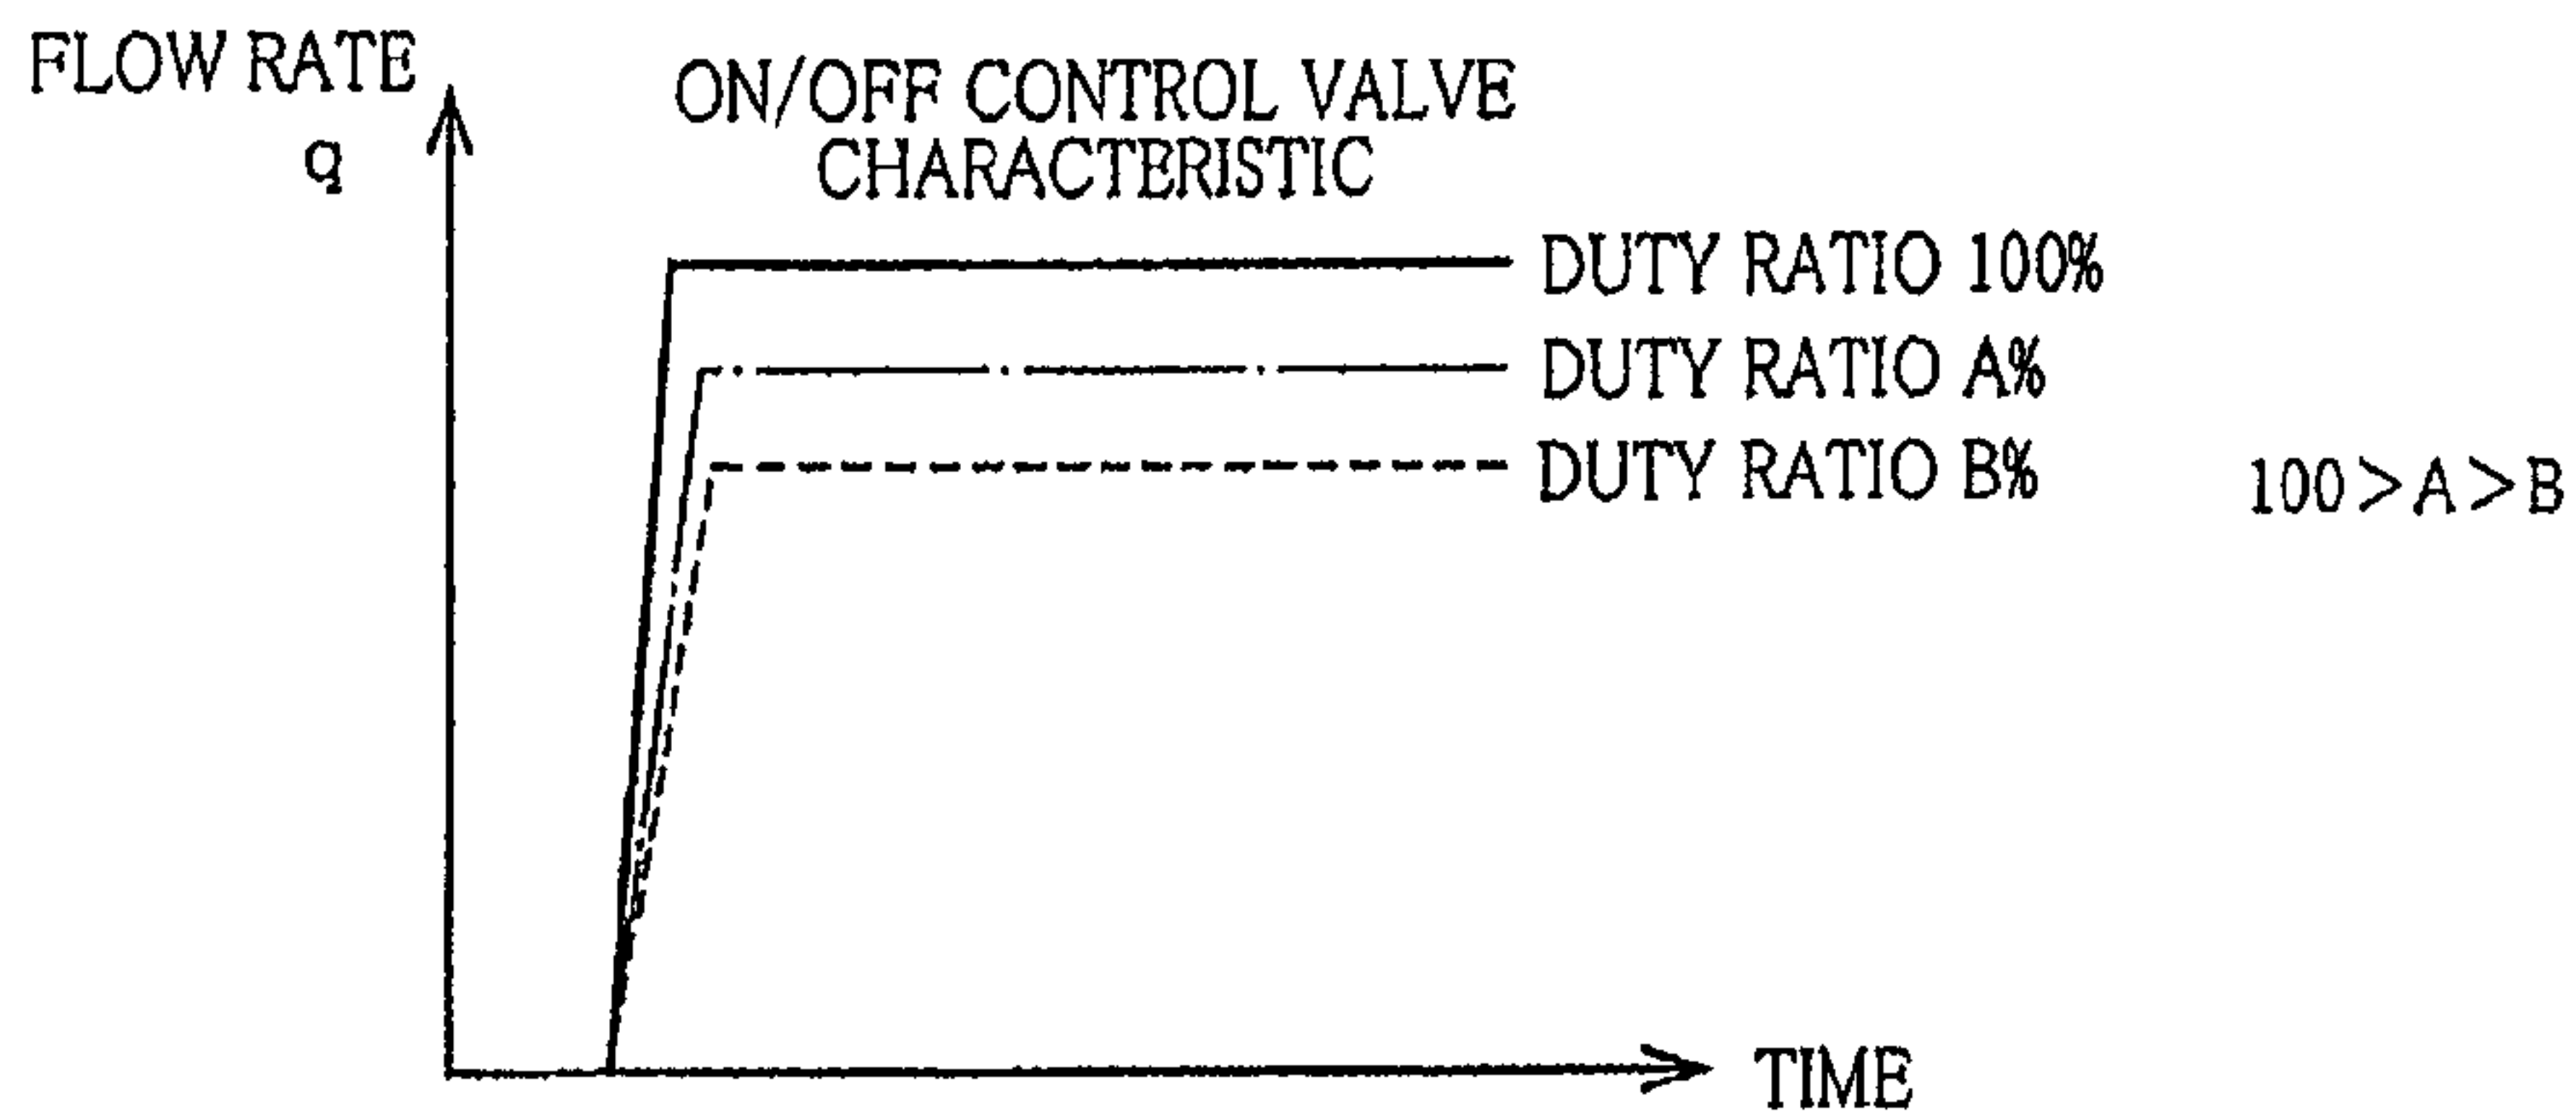 FLOW RATE
q
ON/OFF CONTROL VALVE
CHARACTERISTIC
DUTY RATIO 100%
DUTY RATIO A%
DUTY RATIO B%
100>A>B
TIME